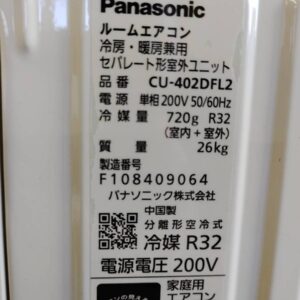 Panasonic
ルームエアコン
冷房・暖房兼用
セパレート形室外ユニット
品番 CU-402DFL2
電源 単相200V 50/60Hz
冷媒量 720g R32
(室内+室外)
質量 26kg
製造番号
F108409064
パナソニック株式会社
中国製
分離形空冷式
冷媒 R32
電源電圧 200V
家庭用
エアコン